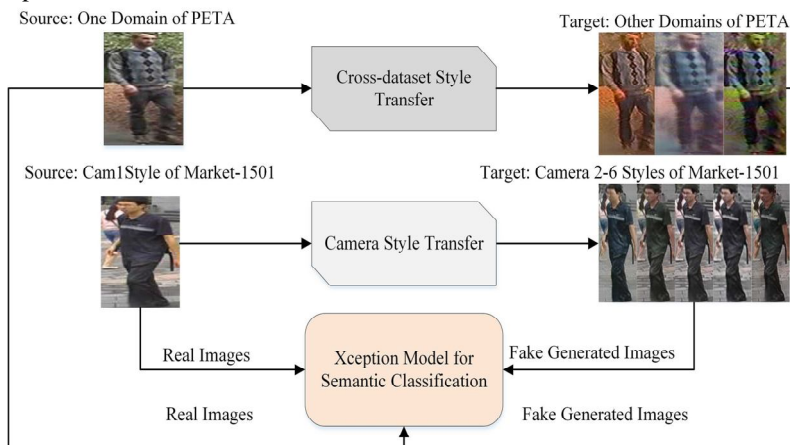 Source: One Domain of PETA
Target: Other Domains of PETA
Cross-dataset Style
Transfer
Source: Cam1Style of Market-1501
Target: Camera 2-6 Styles of Market-1501
Camera Style Transfer
Real Images
Xception Model for
Semantic Classification
Fake Generated Images
Real Images
Fake Generated Images